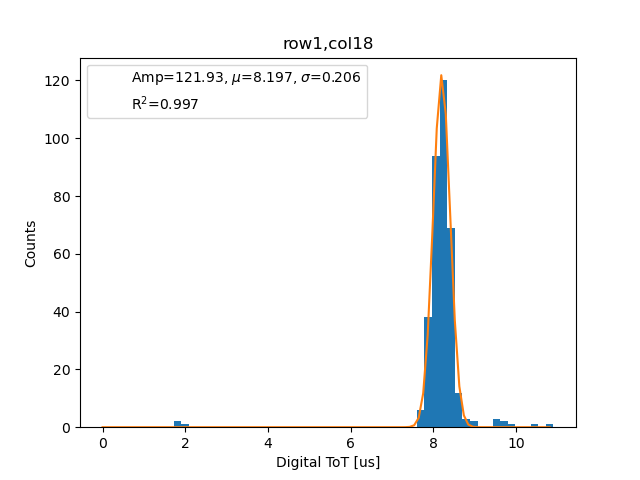 row1,col18
Amp=121.93, μ=8.197, σ=0.206
R²=0.997
120
100
80
60
40
20
0
Counts
0 2 4 6 8 10
Digital ToT [us]